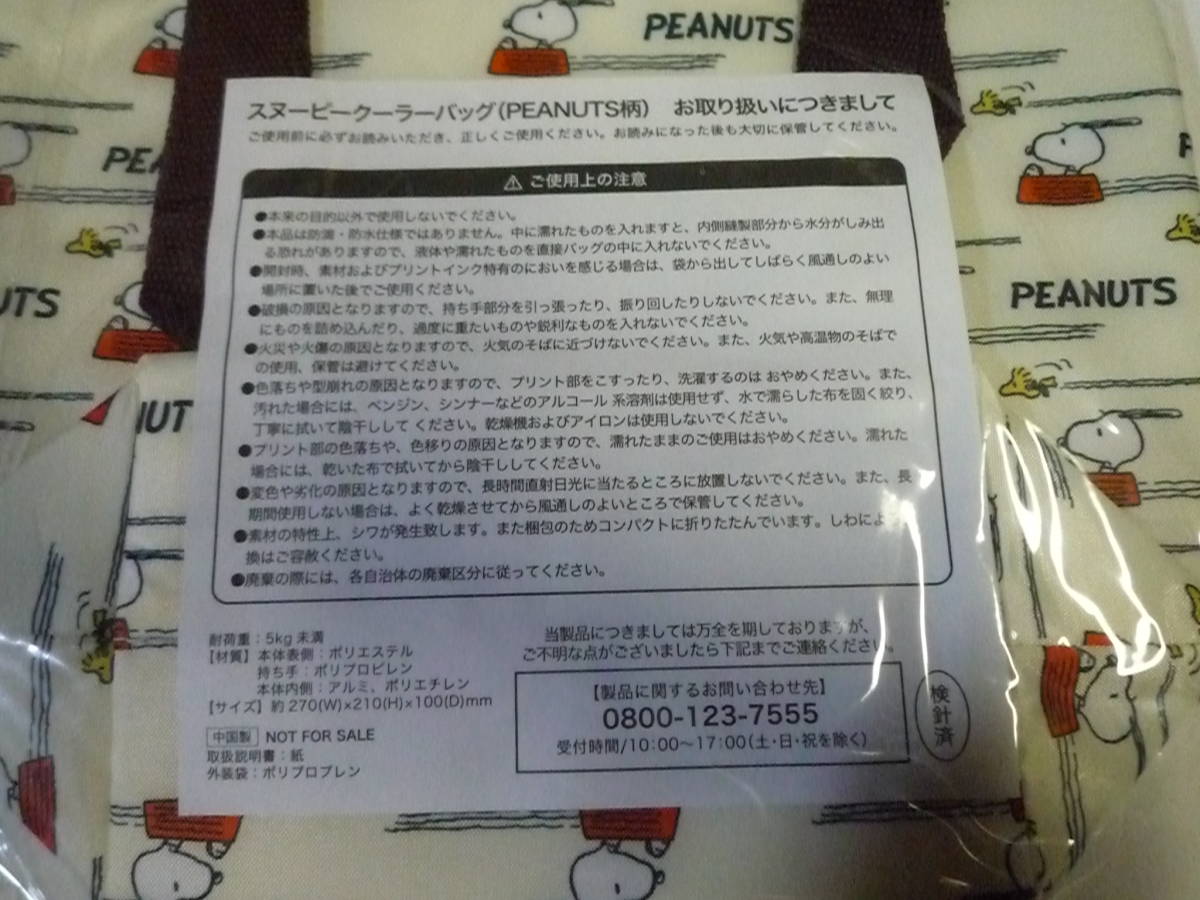 PEANUTS
スヌーピークーラーバッグ(PEANUTS柄) お取り扱いにつきまして
ご使用前に必ずお読みいただき、正しくご使用ください。お読みになった後も大切に保管してください。
⚠ ご使用上の注意
●本来の目的以外で使用しないでください。
●本品は防滴・防水仕様ではありません。中に濡れたものを入れますと、内側縫製部分から水分がしみ出
る恐れがありますので、液体や濡れたものを直接バッグの中に入れないでください。
●開封時、素材およびプリントインク特有のにおいを感じる場合は、袋から出してしばらく風通しのよい
場所に置いた後でご使用ください。
●破損の原因となりますので、持ち手部分を引っ張ったり、振り回したりしないでください。また、無理
にものを詰め込んだり、過度に重たいものや鋭利なものを入れないでください。
●火災や火傷の原因となりますので、火気のそばに近づけないでください。また、火気や高温物のそばで
の使用、保管は避けてください。
●色落ちや型崩れの原因となりますので、プリント部をこすったり、洗濯するのは おやめください。また、
汚れた場合には、ベンジン、シンナーなどのアルコール 系溶剤は使用せず、水で濡らした布を固く絞り、
丁寧に拭いて陰干しして ください。乾燥機およびアイロンは使用しないでください。
●プリント部の色落ちや、色移りの原因となりますので、濡れたままのご使用はおやめください。濡れた
場合には、乾いた布で拭いてから陰干ししてください。
●変色や劣化の原因となりますので、長時間直射日光に当たるところに放置しないでください。また、長
期間使用しない場合は、よく乾燥させてから風通しのよいところで保管してください。
●素材の特性上、シワが発生致します。また梱包のためコンパクトに折りたたんでいます。しわによ
換はご容赦ください。
●廃棄の際には、各自治体の廃棄区分に従ってください。
耐荷重：5kg 未満
【材質】本体表側：ポリエステル
持ち手：ポリプロピレン
本体内側：アルミ、ポリエチレン
【サイズ】約 270(W)×210(H)×100(D)mm
中国製 NOT FOR SALE
取扱説明書：紙
外装袋：ポリプロプレン
当製品につきましては万全を期しておりますが、
ご不明な点がございましたら下記までご連絡ください。
【製品に関するお問い合わせ先】
0800-123-7555
受付時間/10:00～17:00(土・日・祝を除く)
検針済
PEANUTS